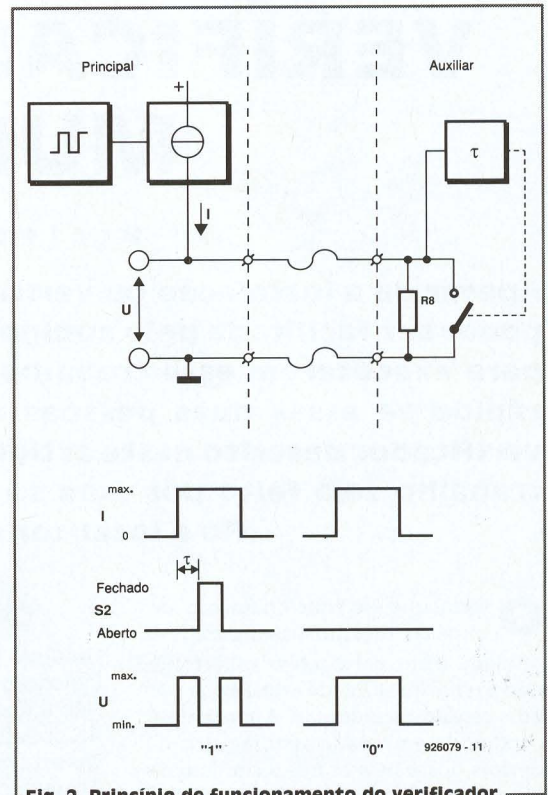 Principal
Auxiliar
+
τ
I
U
R8
max.
I
0
τ
Fechado
S2
Aberto
max.
U
min.
"1"
"0"
926079 - 11
Fig. 2. Princípio de funcionamento do verificador